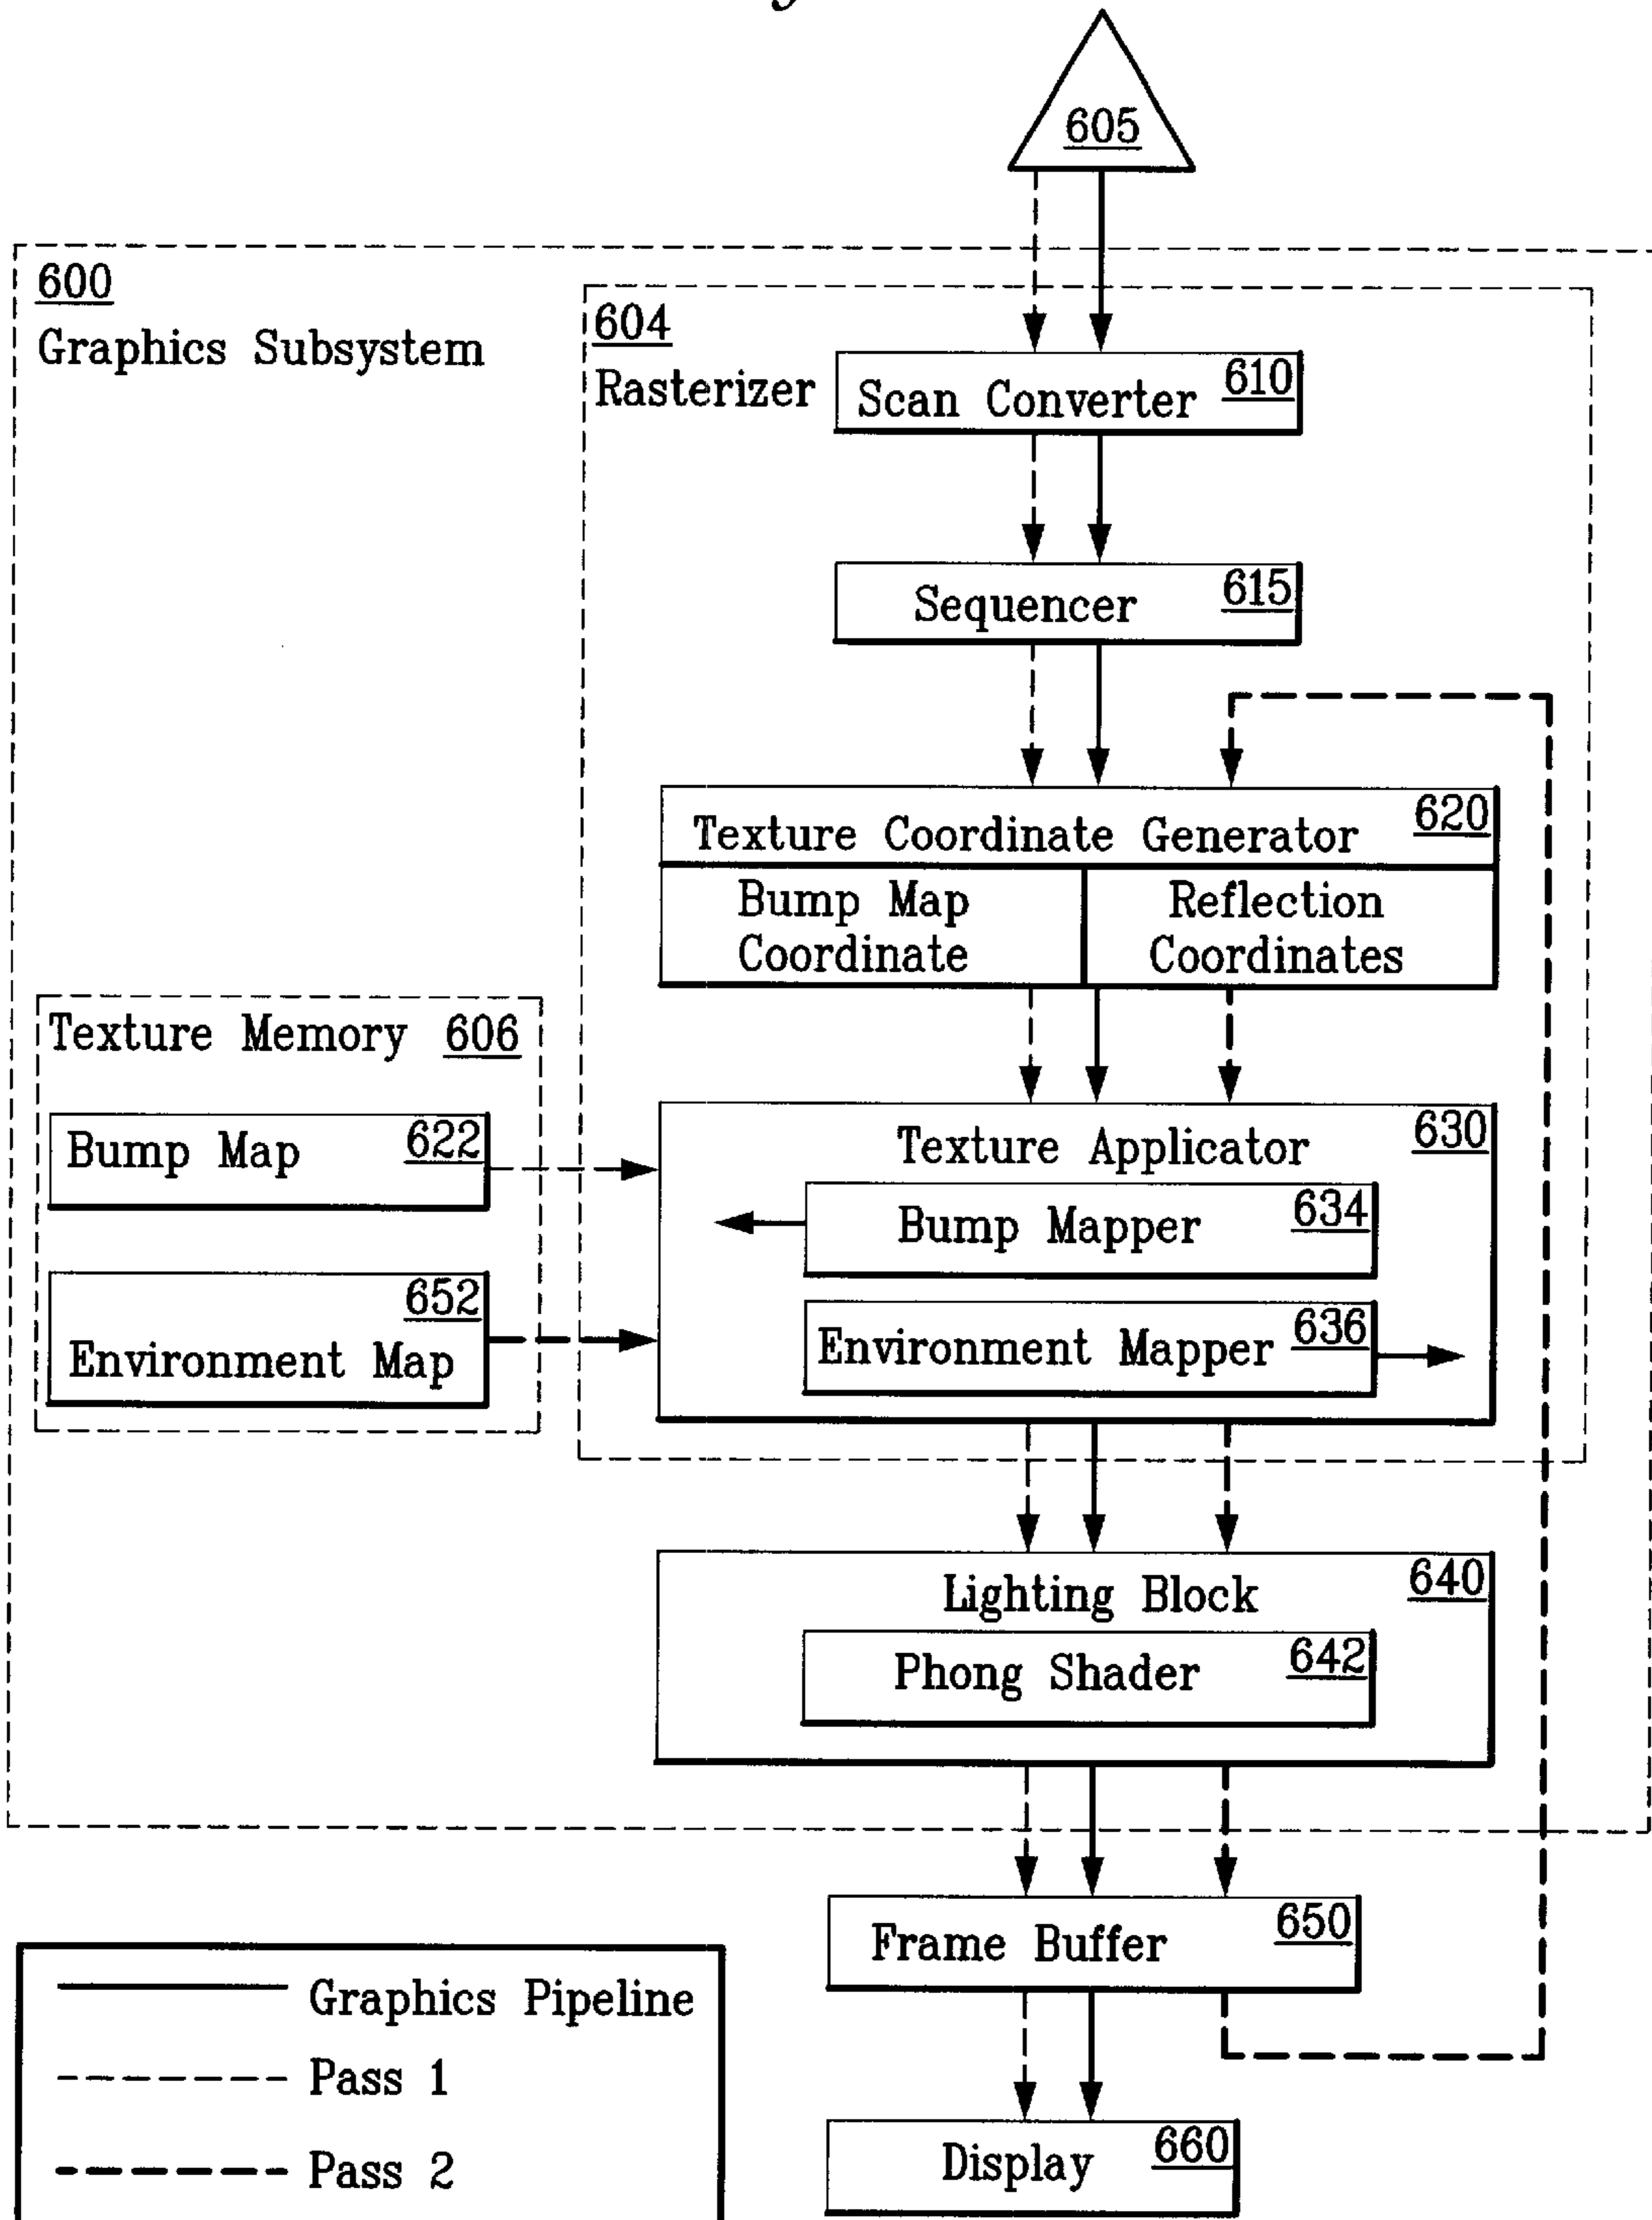 605
600
Graphics Subsystem
604
Rasterizer
Scan Converter 610
Sequencer 615
Texture Coordinate Generator 620
Bump Map
Coordinate
Reflection
Coordinates
Texture Memory 606
Bump Map 622
652
Environment Map
Texture Applicator 630
Bump Mapper 634
Environment Mapper 636
Lighting Block 640
Phong Shader 642
Frame Buffer 650
Display 660
Graphics Pipeline
Pass 1
Pass 2